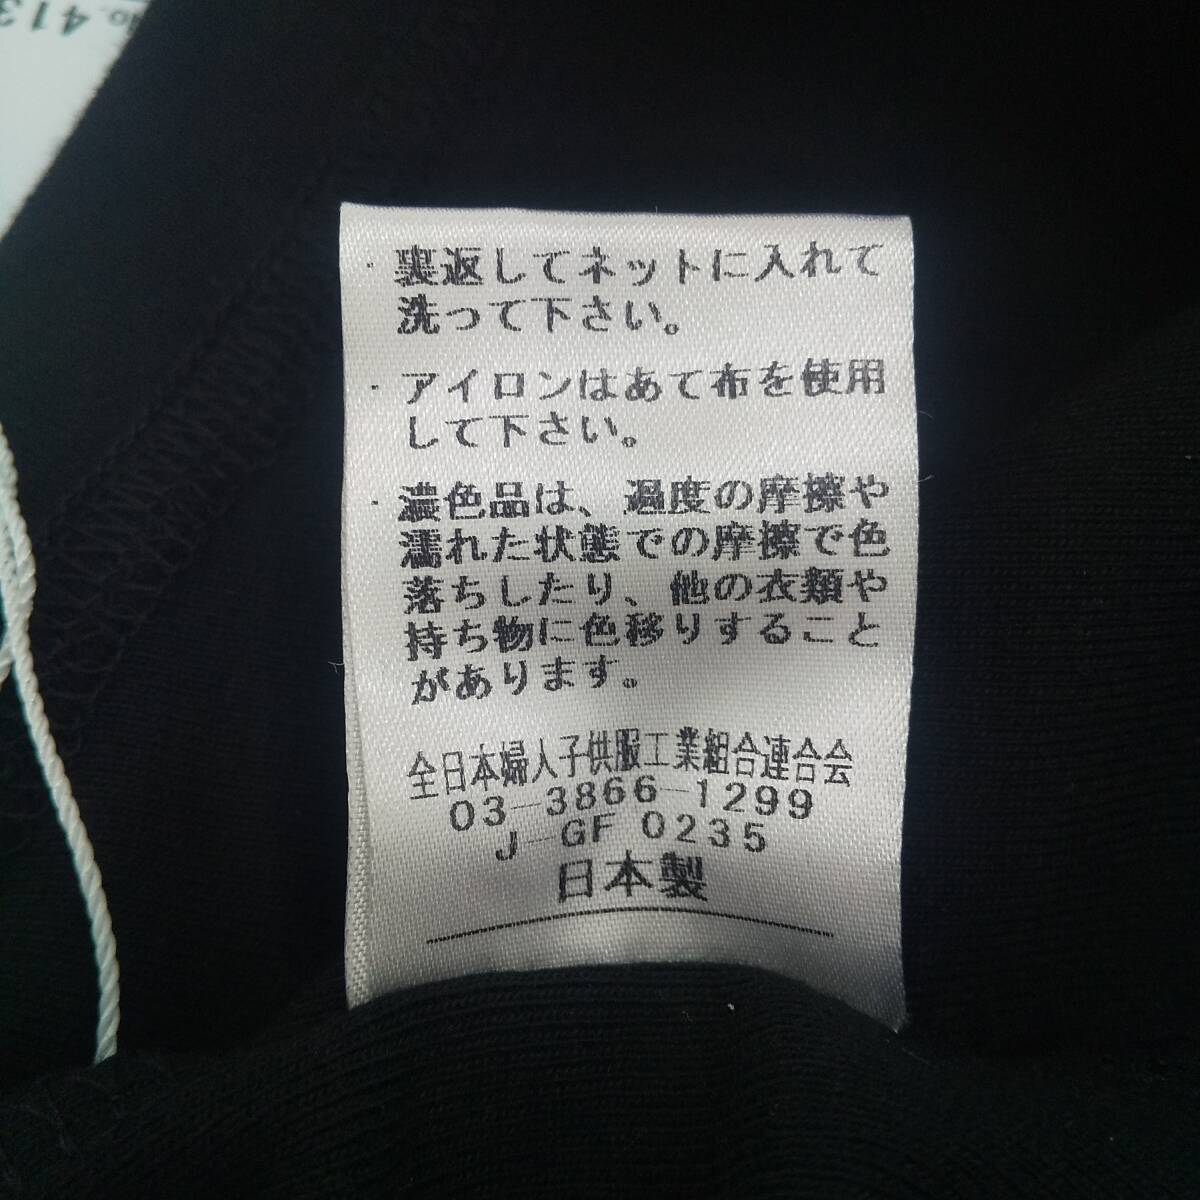 No. 413
・裏返してネットに入れて
洗って下さい。
・アイロンはあて布を使用
して下さい。
・濃色品は、過度の摩擦や
濡れた状態での摩擦で色
落ちしたり、他の衣類や
持ち物に色移りすること
があります。
全日本婦人子供服工業組合連合会
03-3866-1299
J-GF 0235
日本製